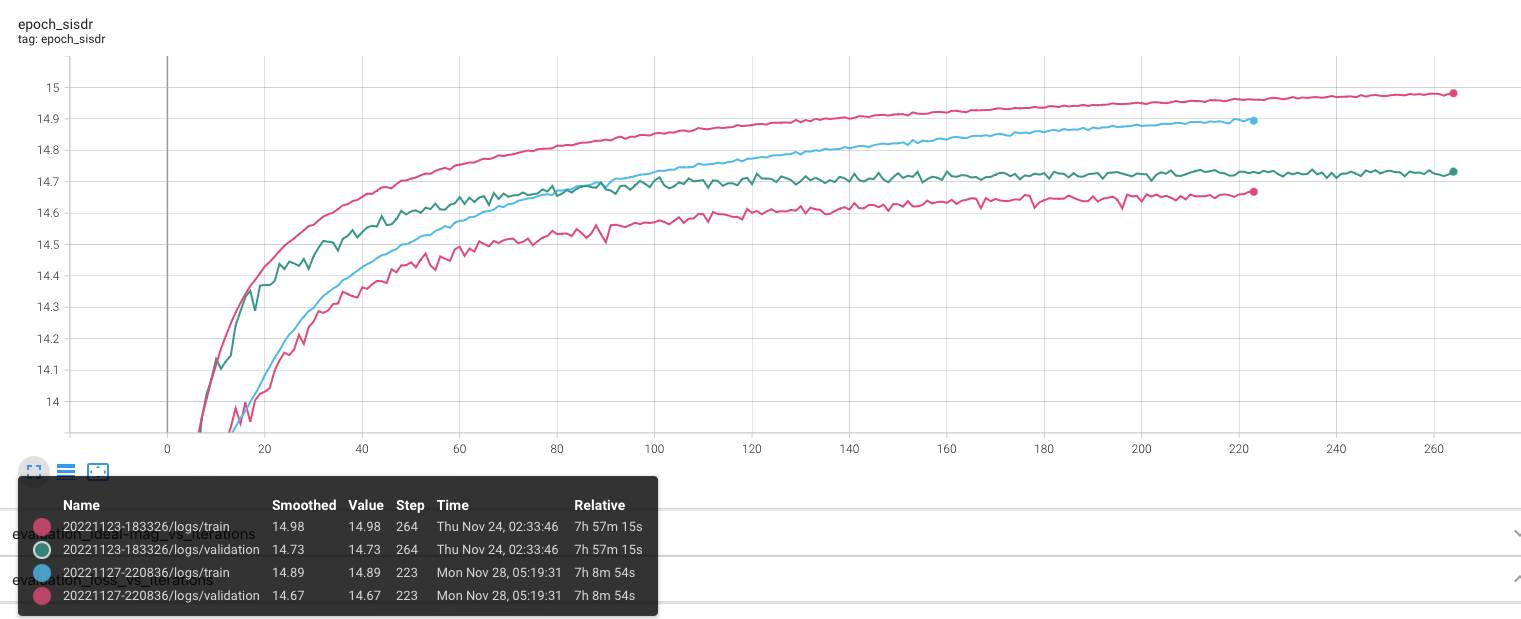 epoch_sisdr
tag: epoch_sisdr
15
14.9
14.8
14.7
14.6
14.5
14.4
14.3
14.2
14.1
14
0 20 40 60 80 100 120 140 160 180 200 220 240 260
Name Smoothed Value Step Time Relative
20221123-183326/logs/train 14.98 14.98 264 Thu Nov 24, 02:33:46 7h 57m 15s
evaluation_ideal-mag_vs_iterations
20221123-183326/logs/validation 14.73 14.73 264 Thu Nov 24, 02:33:46 7h 57m 15s
20221127-220836/logs/train 14.89 14.89 223 Mon Nov 28, 05:19:31 7h 8m 54s
evaluation_loss_vs_iterations
20221127-220836/logs/validation 14.67 14.67 223 Mon Nov 28, 05:19:31 7h 8m 54s